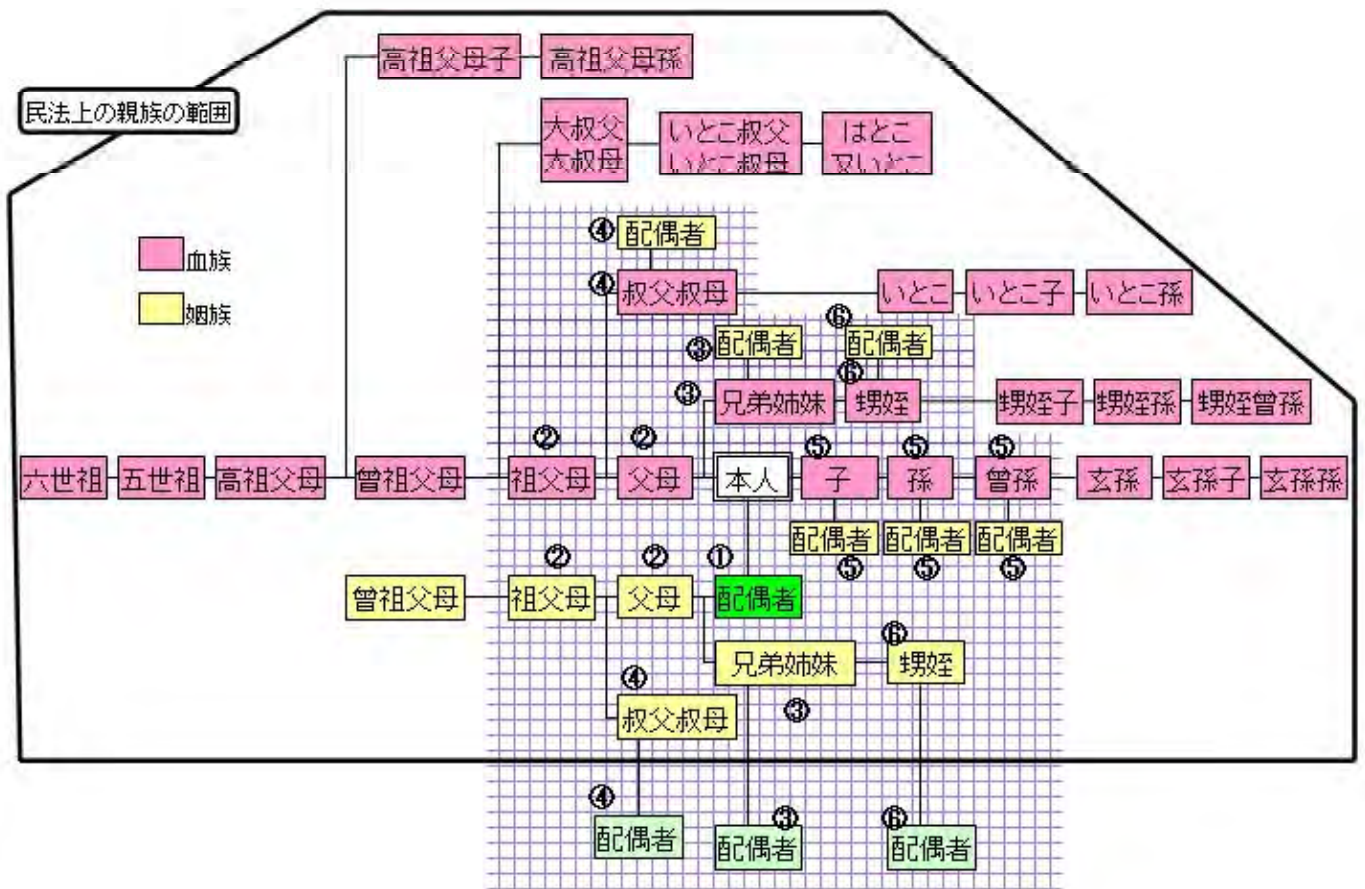 高祖父母子 高祖父母孫
民法上の親族の範囲
大叔父 いとこ叔父 はとこ
大叔母 いとこ叔母 又いとこ
④ 配偶者
血族
④ 叔父叔母 いとこ いとこ子 いとこ孫
姻族
③ 配偶者 ⑥ 配偶者
③ 兄弟姉妹 ⑥ 甥姪 甥姪子 甥姪孫 甥姪曾孫
② ② ⑤ ⑤ ⑤
六世祖 五世祖 高祖父母 曾祖父母 祖父母 父母 本人 子 孫 曾孫 玄孫 玄孫子 玄孫孫
配偶者 配偶者 配偶者
② ② ① ⑤ ⑤ ⑤
曾祖父母 祖父母 父母 配偶者
⑥
兄弟姉妹 甥姪
④ ③
叔父叔母
④ ③ ⑥
配偶者 配偶者 配偶者